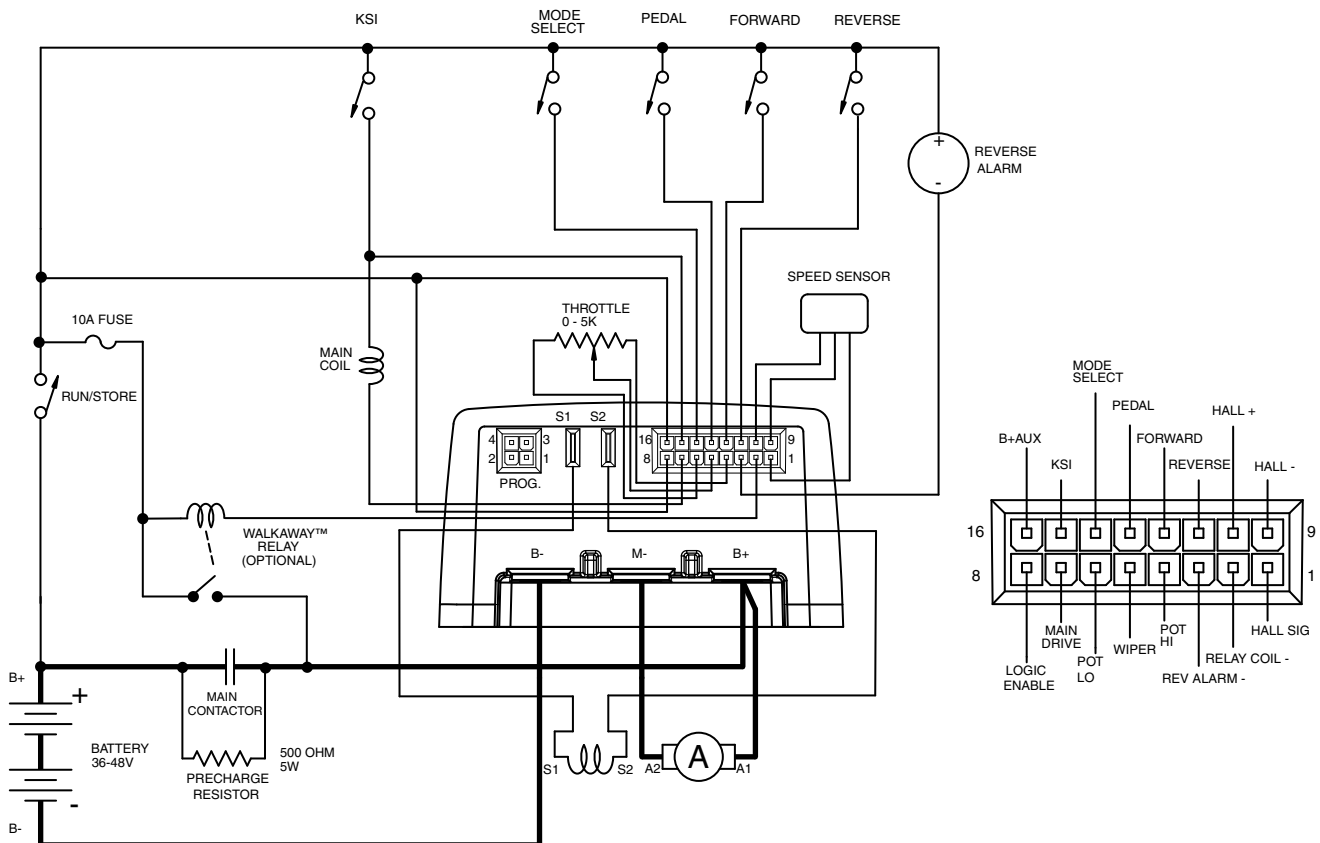 KSI
MODE
SELECT
PEDAL
FORWARD
REVERSE
+
-
REVERSE
ALARM
SPEED SENSOR
THROTTLE
0 - 5K
10A FUSE
MAIN
COIL
RUN/STORE
S1
S2
4
3
2
1
PROG.
16
9
8
1
WALKAWAY™
RELAY
(OPTIONAL)
B-
M-
B+
B+
+
MAIN
CONTACTOR
BATTERY
36-48V
500 OHM
5W
PRECHARGE
RESISTOR
-
B-
S1
S2
A2
A
A1
MODE
SELECT
PEDAL
HALL +
B+AUX
FORWARD
KSI
REVERSE
HALL -
16
9
8
1
MAIN
DRIVE
POT
HI
HALL SIG
WIPER
LOGIC
ENABLE
POT
LO
RELAY COIL -
REV ALARM -